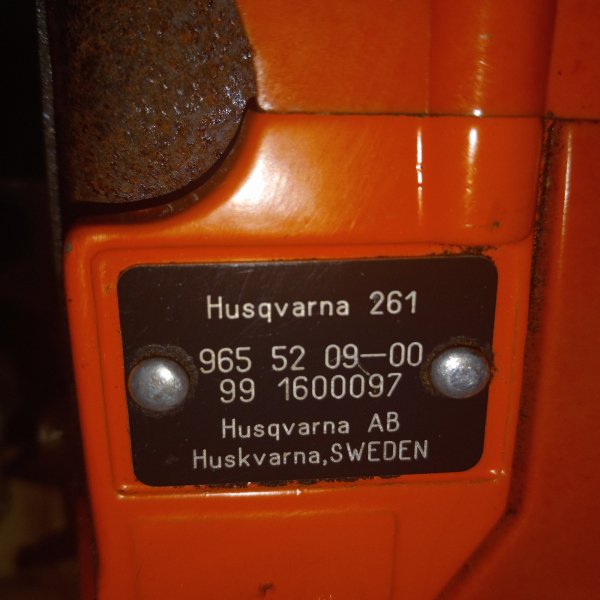 Husqvarna 261
965 52 09-00
99 1600097
Husqvarna AB
Huskvarna, SWEDEN